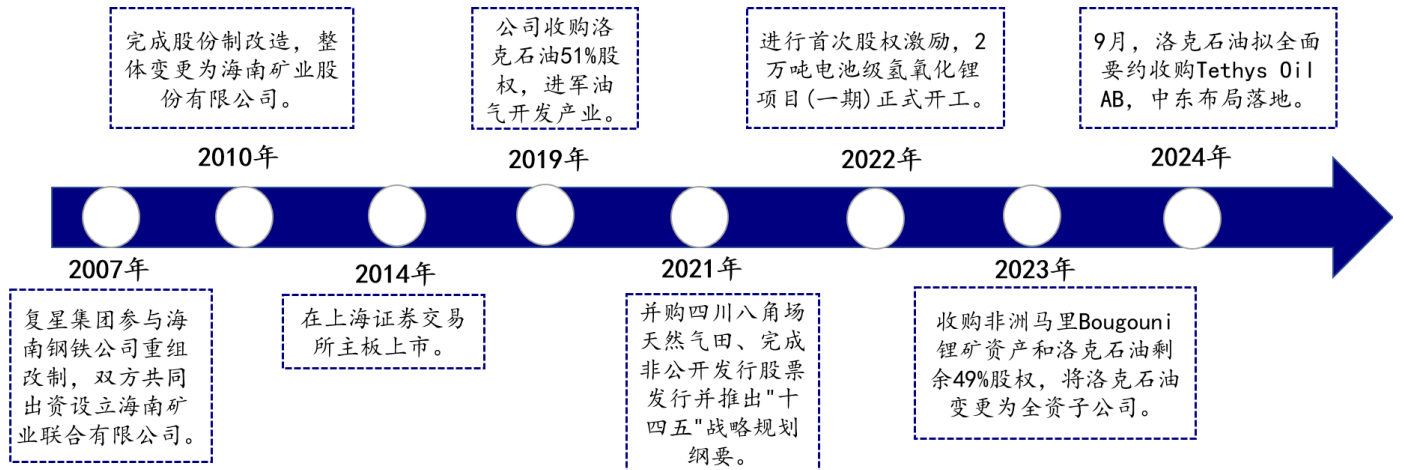 完成股份制改造，整
体变更为海南矿业股
份有限公司。
公司收购洛
克石油51%股
权，进军油
气开发产业。
进行首次股权激励，2
万吨电池级氢氧化锂
项目(一期)正式开工。
9月，洛克石油拟全面
要约收购Tethys Oil
AB，中东布局落地。
2010年
2019年
2022年
2024年
2007年
2014年
2021年
2023年
复星集团参与海
南钢铁公司重组
改制，双方共同
出资设立海南矿
业联合有限公司。
在上海证券交易
所主板上市。
并购四川八角场
天然气田、完成
非公开发行股票
发行并推出"十
四五"战略规划
纲要。
收购非洲马里Bougouni
锂矿资产和洛克石油剩
余49%股权，将洛克石油
变更为全资子公司。